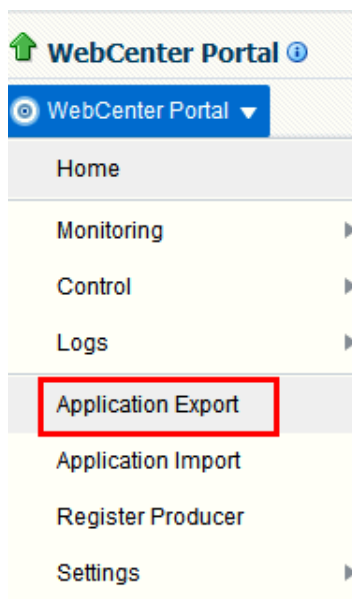 WebCenter Portal
WebCenter Portal
Home
Monitoring
Control
Logs
Application Export
Application Import
Register Producer
Settings